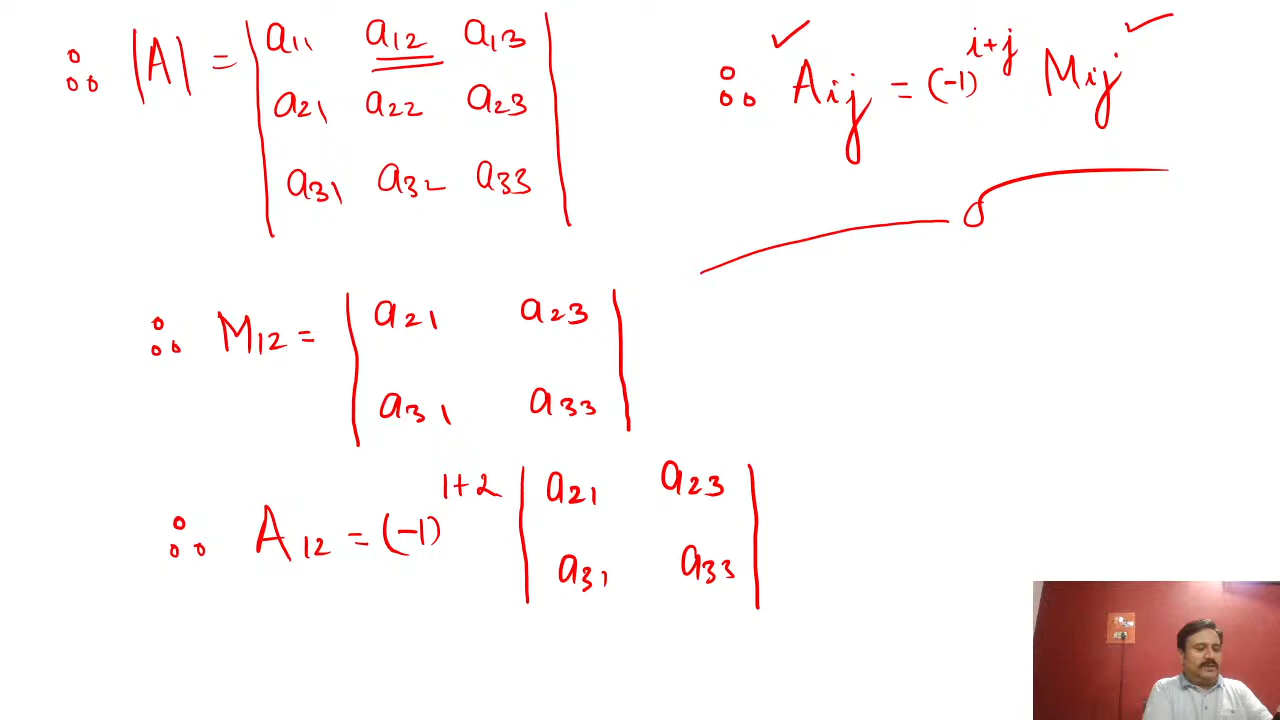 ∴ |A| = | a11 a12 a13 |
| a21 a22 a23 |
| a31 a32 a33 |
∴ Aij = (-1)^i+j Mij
∴ M12 = | a21 a23 |
| a31 a33 |
∴ A12 = (-1)^1+2 | a21 a23 |
| a31 a33 |